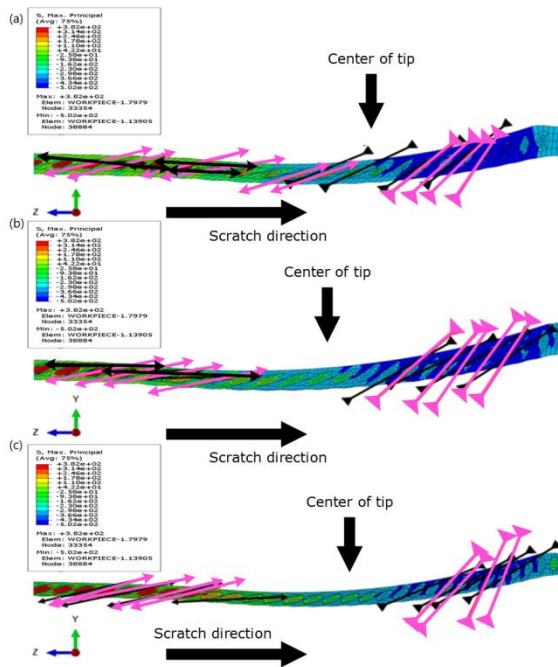 (a)
S, Max. Principal
(Avg: 75%)
+3.82e+02
+3.14e+02
+2.46e+02
+1.78e+02
+1.10e+02
+4.22e+01
-2.58e+01
-9.38e+01
-1.62e+02
-2.30e+02
-2.98e+02
-3.66e+02
-4.34e+02
-5.02e+02
Max: +3.82e+02
Elem: WORKPIECE-1.7979
Node: 33354
Min: -5.02e+02
Elem: WORKPIECE-1.13905
Node: 38884
Center of tip
Z
Scratch direction
(b)
S, Max. Principal
(Avg: 75%)
+3.82e+02
+3.14e+02
+2.46e+02
+1.78e+02
+1.10e+02
+4.22e+01
-2.58e+01
-9.38e+01
-1.62e+02
-2.30e+02
-2.98e+02
-3.66e+02
-4.34e+02
-5.02e+02
Max: +3.82e+02
Elem: WORKPIECE-1.7979
Node: 33354
Min: -5.02e+02
Elem: WORKPIECE-1.13905
Node: 38884
Center of tip
Y
Z
Scratch direction
(c)
S, Max. Principal
(Avg: 75%)
+3.82e+02
+3.14e+02
+2.46e+02
+1.78e+02
+1.10e+02
+4.22e+01
-2.58e+01
-9.38e+01
-1.62e+02
-2.30e+02
-2.98e+02
-3.66e+02
-4.34e+02
-5.02e+02
Max: +3.82e+02
Elem: WORKPIECE-1.7979
Node: 33354
Min: -5.02e+02
Elem: WORKPIECE-1.13905
Node: 38884
Center of tip
Y
Z
Scratch direction